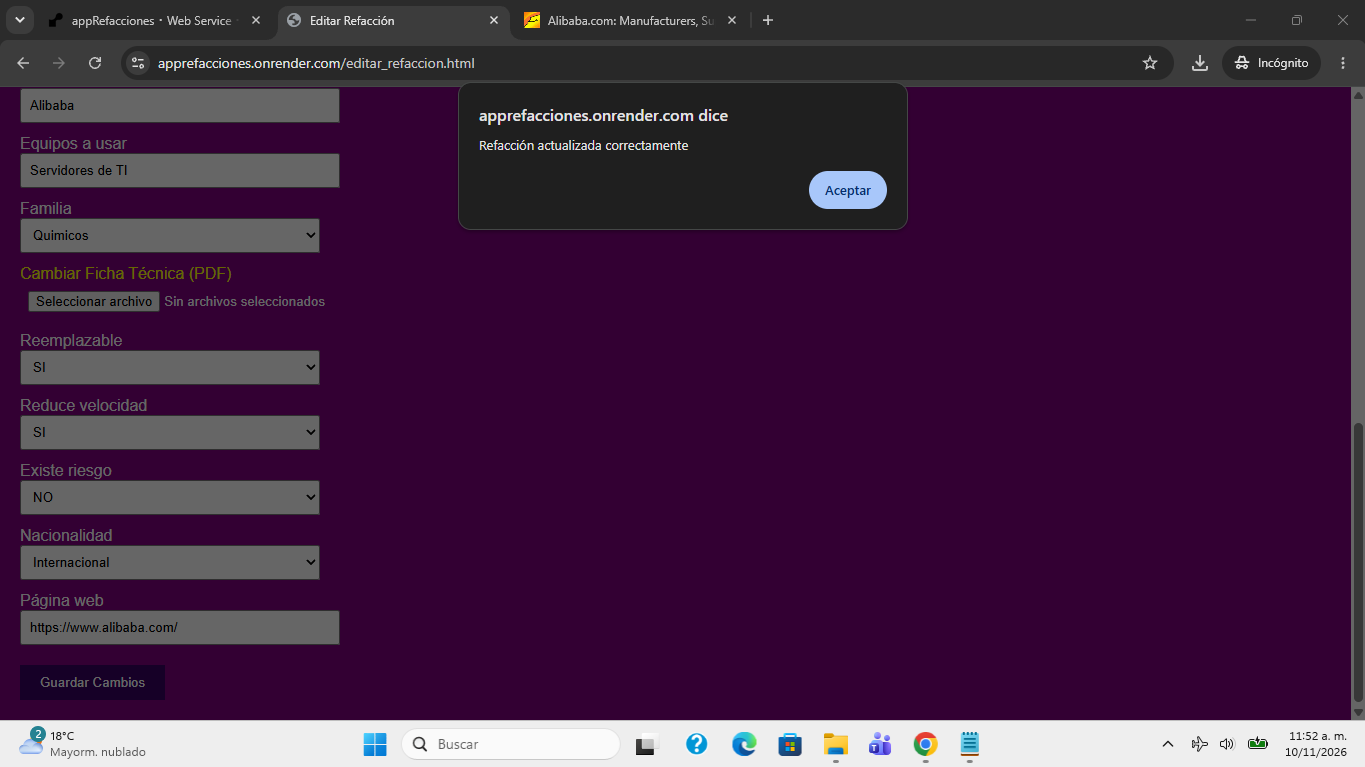 appRefacciones · Web Service
Editar Refacción
Alibaba.com: Manufacturers, Su
apprefacciones.onrender.com/editar_refaccion.html
Incógnito
apprefacciones.onrender.com dice
Refacción actualizada correctamente
Aceptar
Alibaba
Equipos a usar
Servidores de TI
Familia
Quimicos
Cambiar Ficha Técnica (PDF)
Seleccionar archivo Sin archivos seleccionados
Reemplazable
SI
Reduce velocidad
SI
Existe riesgo
NO
Nacionalidad
Internacional
Página web
https://www.alibaba.com/
Guardar Cambios
2
18°C
Mayorm. nublado
Buscar
11:52 a. m.
10/11/2026